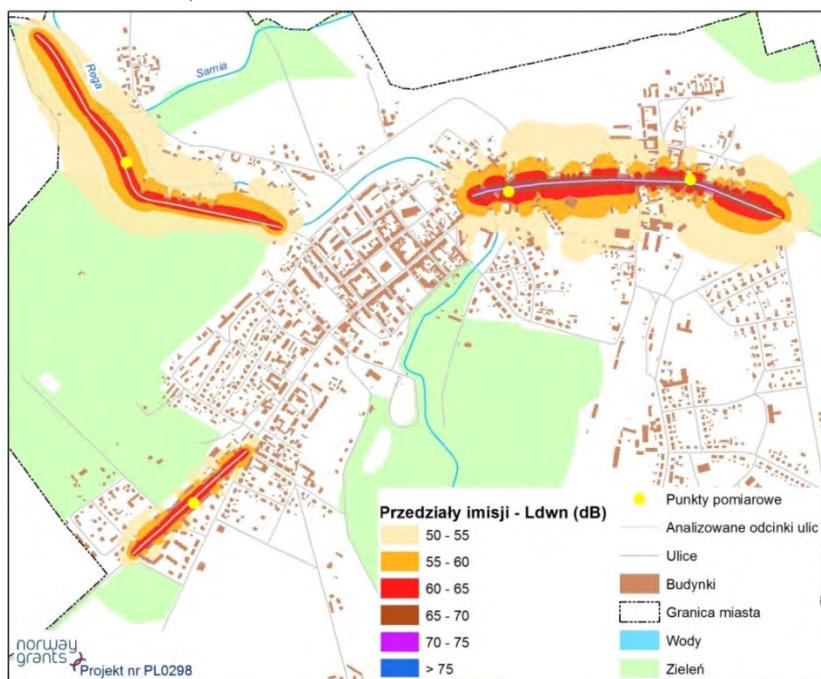 Rega
Samia
Przedziały imisji - Ldwn (dB)
50 - 55
55 - 60
60 - 65
65 - 70
70 - 75
> 75
Punkty pomiarowe
Analizowane odcinki ulic
Ulice
Budynki
Granica miasta
Wody
Zieleń
norway
grants
Projekt nr PL0298